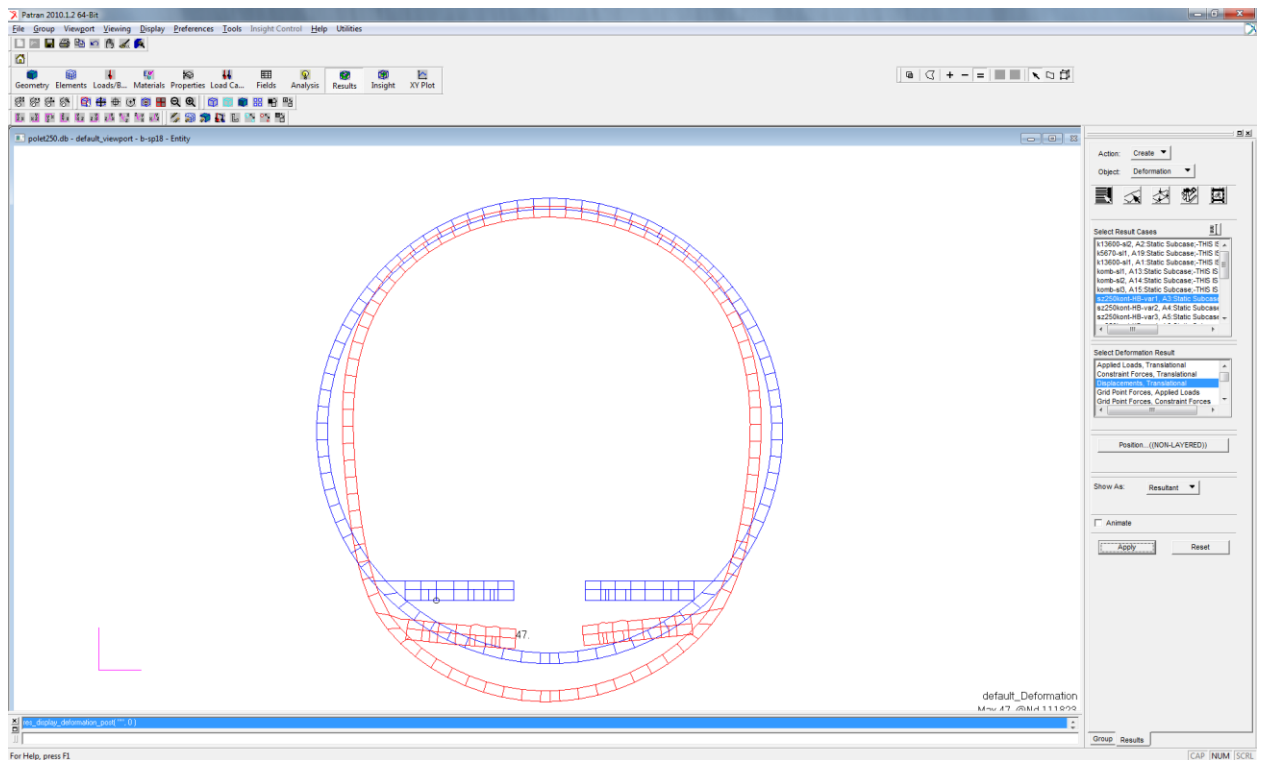 Patran 2010.1.2 64-Bit
File Group Viewport Viewing Display Preferences Tools Insight Control Help Utilities
Geometry Elements Loads/B... Materials Properties Load Ca... Fields Analysis Results Insight XY Plot
polet250.db - default_viewport - b-sp18 - Entity
47.
default_Deformation
res_display_deformation_post( "", 0 )
For Help, press F1
Action: Create
Object: Deformation
Select Result Cases
k13600-sl2, A2:Static Subcase;-THIS IS
k5670-sl1, A19:Static Subcase;-THIS IS
k13600-sl1, A1:Static Subcase;-THIS IS
komb-sl1, A13:Static Subcase;-THIS IS
komb-sl2, A14:Static Subcase;-THIS IS
komb-sl3, A15:Static Subcase;-THIS IS
sz250kont-HB-var1, A3:Static Subcase
sz250kont-HB-var2, A4:Static Subcase
sz250kont-HB-var3, A5:Static Subcase
Select Deformation Result
Applied Loads, Translational
Constraint Forces, Translational
Displacements, Translational
Grid Point Forces, Applied Loads
Grid Point Forces, Constraint Forces
Position...((NON-LAYERED))
Show As: Resultant
Animate
Apply Reset
Group Results
CAP NUM SCRL